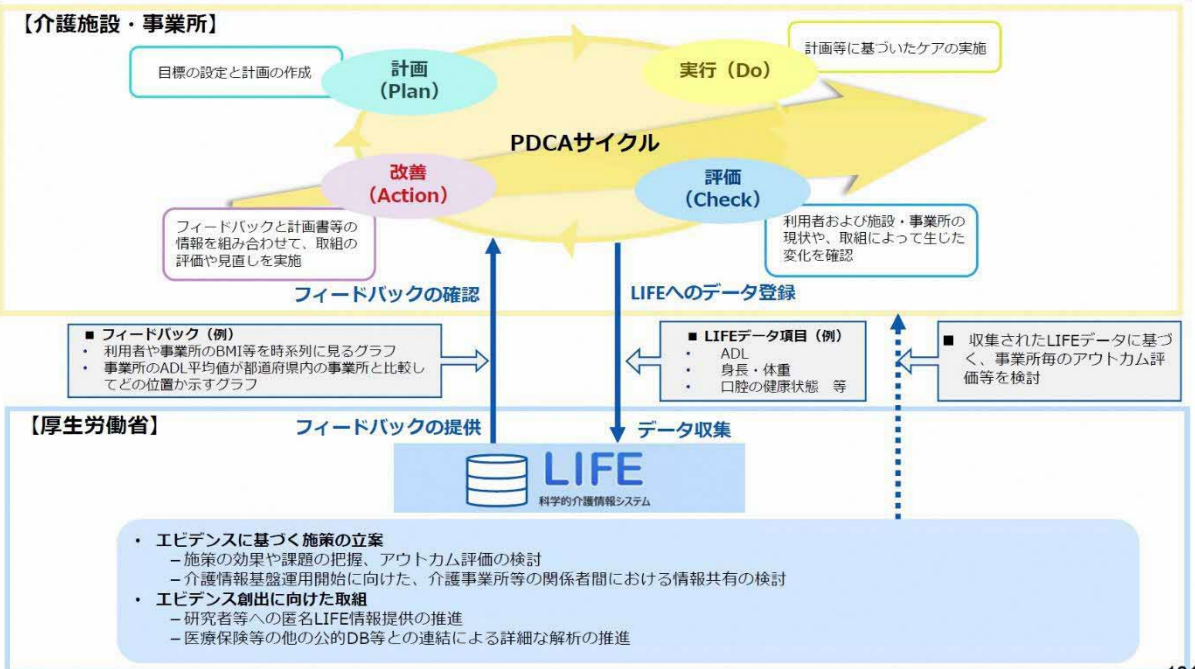 【介護施設・事業所】
目標の設定と計画の作成
計画
(Plan)
実行（Do）
計画等に基づいたケアの実施
PDCAサイクル
改善
(Action)
評価
(Check)
フィードバックと計画書等の
情報を組み合わせて、取組の
評価や見直しを実施
利用者および施設・事業所の
現状や、取組によって生じた
変化を確認
フィードバックの確認
LIFEへのデータ登録
■ フィードバック（例）
• 利用者や事業所のBMI等を時系列に見るグラフ
• 事業所のADL平均値が都道府県内の事業所と比較し
てどの位置か示すグラフ
■ LIFEデータ項目（例）
• ADL
• 身長・体重
• 口腔の健康状態 等
■ 収集されたLIFEデータに基づ
く、事業所毎のアウトカム評
価等を検討
【厚生労働省】
フィードバックの提供
データ収集
LIFE
科学的介護情報システム
• エビデンスに基づく施策の立案
– 施策の効果や課題の把握、アウトカム評価の検討
– 介護情報基盤運用開始に向けた、介護事業所等の関係者間における情報共有の検討
• エビデンス創出に向けた取組
– 研究者等への匿名LIFE情報提供の推進
– 医療保険等の他の公的DB等との連結による詳細な解析の推進